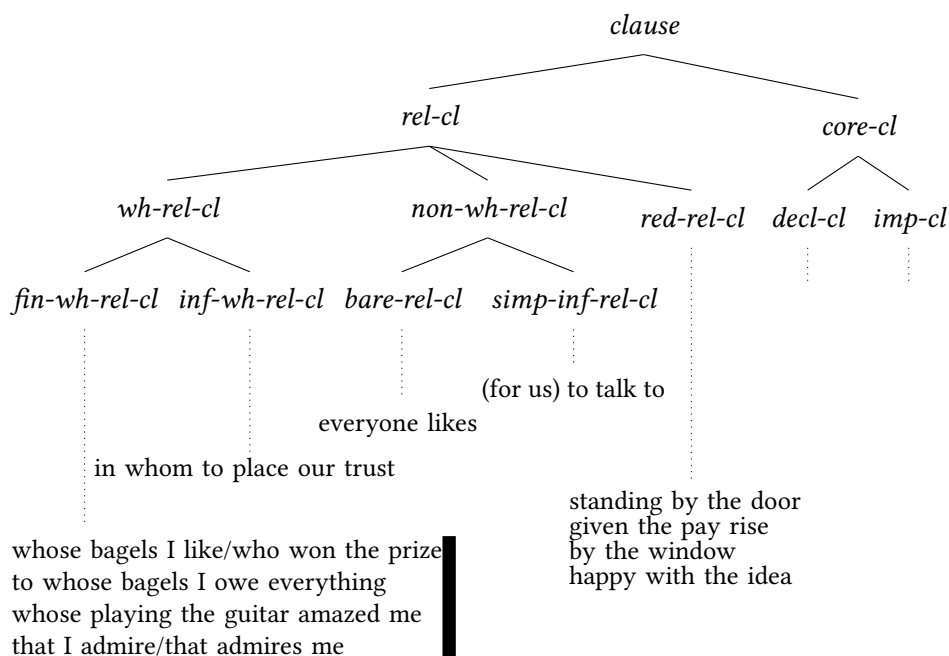 clause
rel-cl
core-cl
wh-rel-cl
non-wh-rel-cl
red-rel-cl
decl-cl
imp-cl
fin-wh-rel-cl
inf-wh-rel-cl
bare-rel-cl
simp-inf-rel-cl
(for us) to talk to
everyone likes
in whom to place our trust
standing by the door
given the pay rise
by the window
happy with the idea
whose bagels I like/who won the prize
to whose bagels I owe everything
whose playing the guitar amazed me
that I admire/that admires me